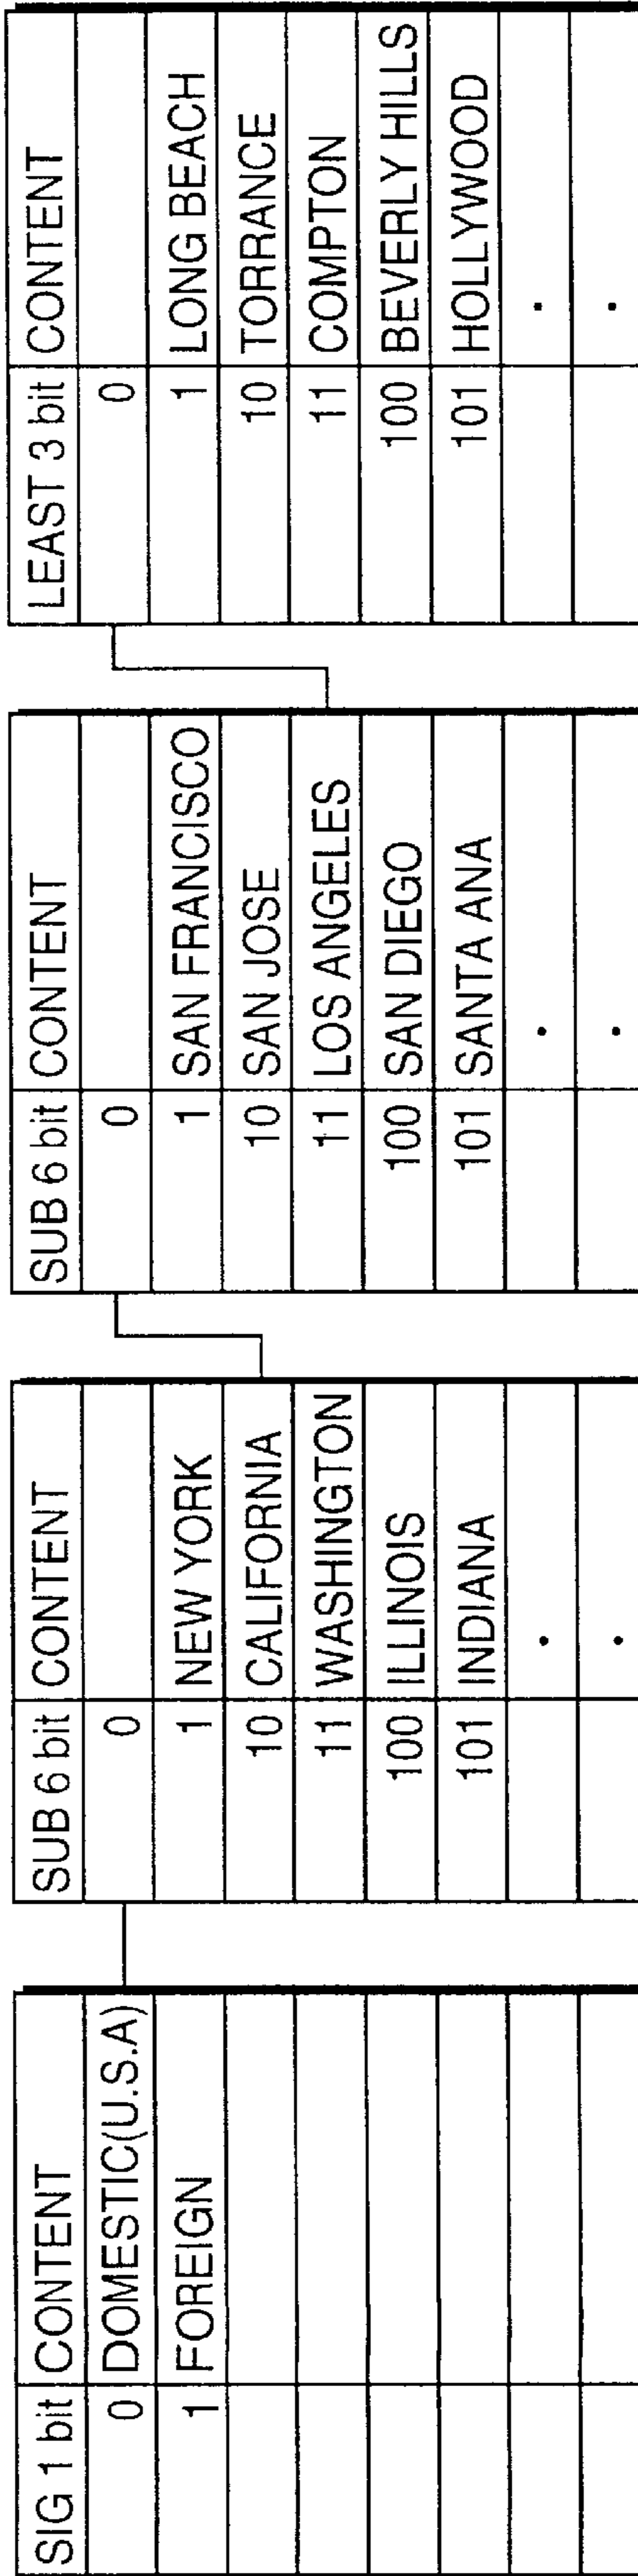 SIG 1 bit CONTENT
0 DOMESTIC(U.S.A)
1 FOREIGN
SUB 6 bit CONTENT
0
1 NEW YORK
10 CALIFORNIA
11 WASHINGTON
100 ILLINOIS
101 INDIANA
.
.
SUB 6 bit CONTENT
0
1 SAN FRANCISCO
10 SAN JOSE
11 LOS ANGELES
100 SAN DIEGO
101 SANTA ANA
.
.
LEAST 3 bit CONTENT
0
1 LONG BEACH
10 TORRANCE
11 COMPTON
100 BEVERLY HILLS
101 HOLLYWOOD
.
.